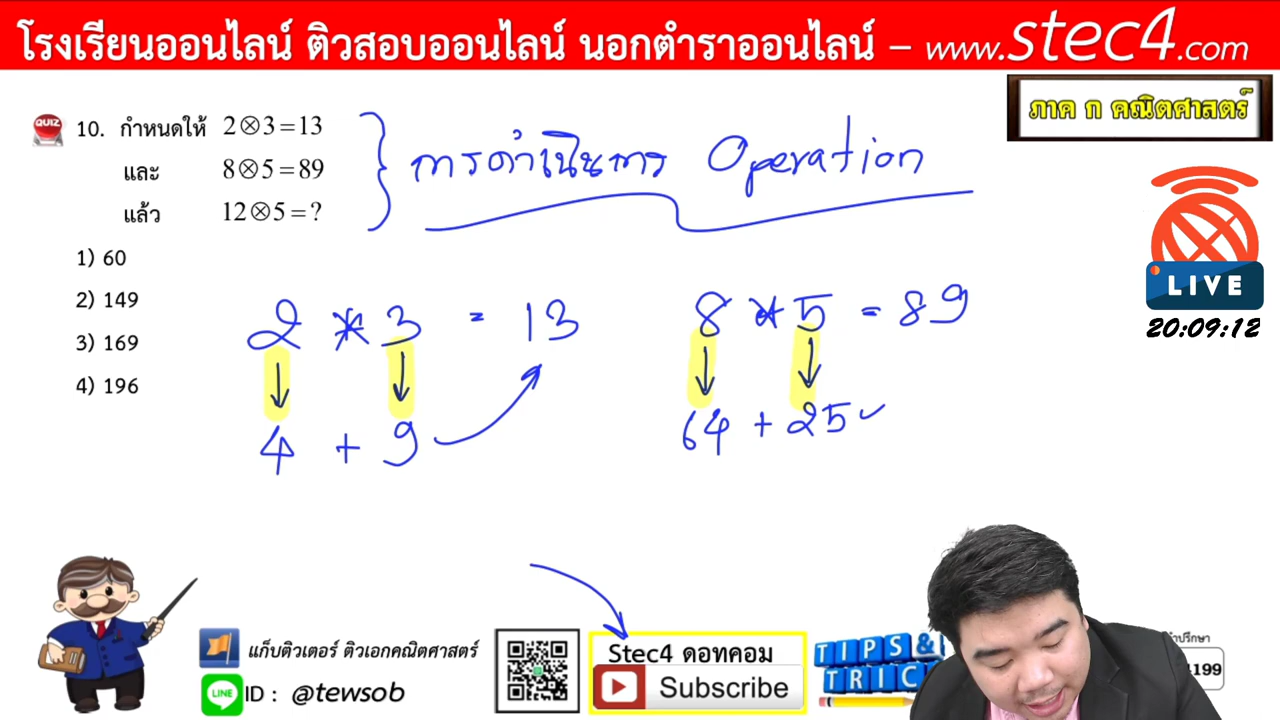 โรงเรียนออนไลน์ ติวสอบออนไลน์ นอกตำราออนไลน์ – www.stec4.com
ภาค ก คณิตศาสตร์
QUIZ
10. กำหนดให้ 2⊗3=13
และ 8⊗5=89
แล้ว 12⊗5=?
การดำเนินการ Operation
1) 60
2) 149
3) 169
4) 196
LIVE
20:09:12
2 * 3 = 13
8 * 5 = 89
4 + 9
64 + 25 ✓
แก็บติวเตอร์ ติวเอกคณิตศาสตร์
LINE ID : @tewsob
Stec4 ดอทคอม
Subscribe
TIPS &
TRIC
199